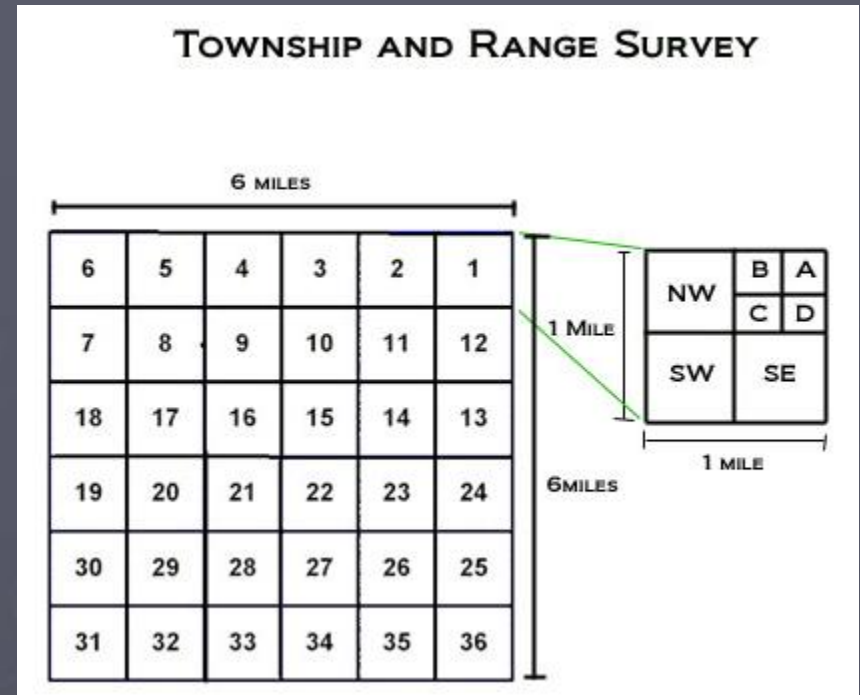 TOWNSHIP AND RANGE SURVEY
6 MILES
6 5 4 3 2 1
7 8 9 10 11 12
18 17 16 15 14 13
19 20 21 22 23 24
30 29 28 27 26 25
31 32 33 34 35 36
6MILES
1 MILE
NW B A
C D
SW SE
1 MILE